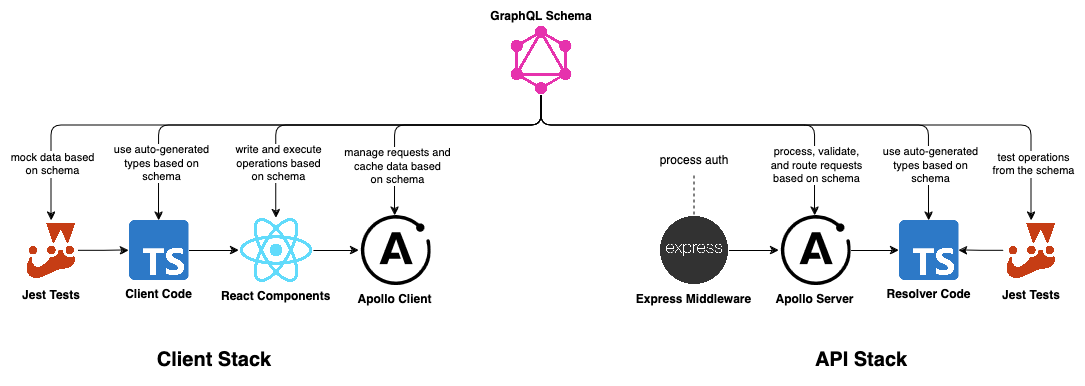 GraphQL Schema
mock data based
on schema
use auto-generated
types based on
schema
write and execute
operations based
on schema
manage requests and
cache data based
on schema
process auth
process, validate,
and route requests
based on schema
use auto-generated
types based on
schema
test operations
from the schema
TS
A
express
A
TS
Jest Tests
Client Code
React Components
Apollo Client
Express Middleware
Apollo Server
Resolver Code
Jest Tests
Client Stack
API Stack